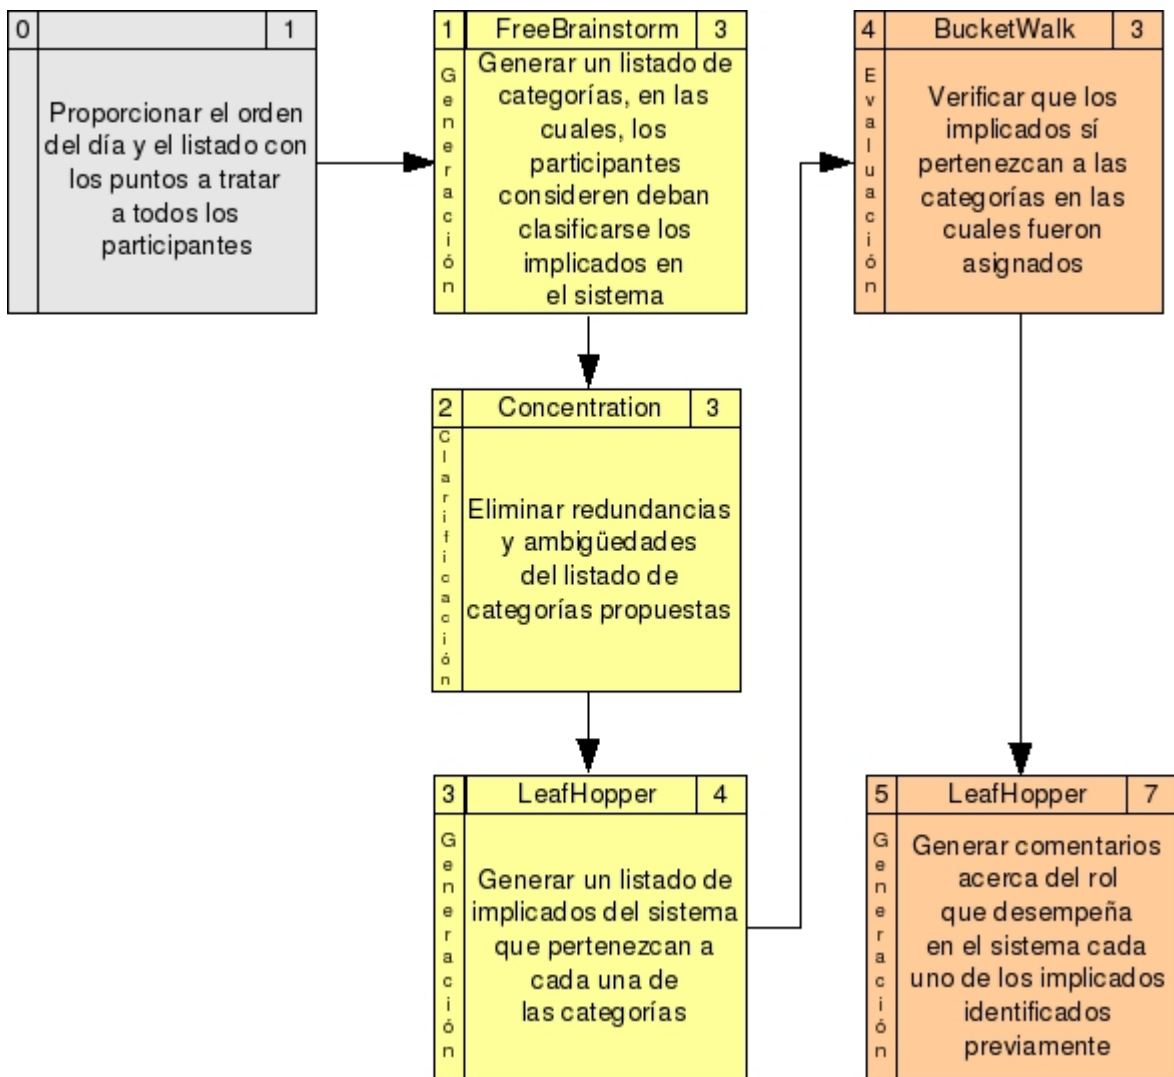 0 1
Proporcionar el orden
del día y el listado con
los puntos a tratar
a todos los
participantes
1 FreeBrainstorm 3
Generación
Generar un listado de
categorías, en las
cuales, los
participantes
consideren deban
clasificarse los
implicados en
el sistema
2 Concentration 3
Clarificación
Eliminar redundancias
y ambigüedades
del listado de
categorías propuestas
3 LeafHopper 4
Generación
Generar un listado de
implicados del sistema
que pertenezcan a
cada una de
las categorías
4 BucketWalk 3
Evaluación
Verificar que los
implicados sí
pertenezcan a las
categorías en las
cuales fueron
asignados
5 LeafHopper 7
Generación
Generar comentarios
acerca del rol
que desempeña
en el sistema cada
uno de los implicados
identificados
previamente